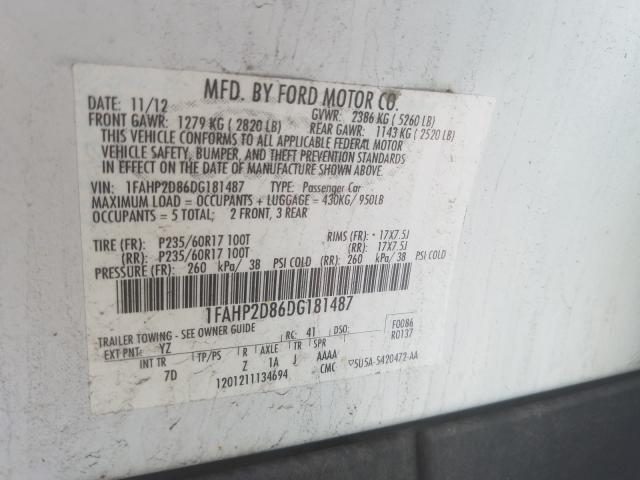 MFD. BY FORD MOTOR CO.
DATE: 11/12 GVWR: 2386 KG ( 5260 LB)
FRONT GAWR: 1279 KG ( 2820 LB) REAR GAWR: 1143 KG ( 2520 LB)
THIS VEHICLE CONFORMS TO ALL APPLICABLE FEDERAL MOTOR
VEHICLE SAFETY, BUMPER, AND THEFT PREVENTION STANDARDS
IN EFFECT ON THE DATE OF MANUFACTURE SHOWN ABOVE.
VIN: 1FAHP2D86DG181487 TYPE: Passenger Car
MAXIMUM LOAD = OCCUPANTS + LUGGAGE = 430KG / 950LB
OCCUPANTS = 5 TOTAL; 2 FRONT, 3 REAR
TIRE (FR): P235/60R17 100T RIMS (FR): 17X7.5J
(RR): P235/60R17 100T (RR): 17X7.5J
PRESSURE (FR): 260 kPa/ 38 PSI COLD (RR): 260 kPa/ 38 PSI COLD
1FAHP2D86DG181487
TRAILER TOWING - SEE OWNER GUIDE
EXT PNT: YZ RC: 41 DSO: F0086
R0137
INT TR TP/PS R AXLE TR SPR
7D Z 1A J AAAA
1201211134694 CMC 5U5A-5420472-AA